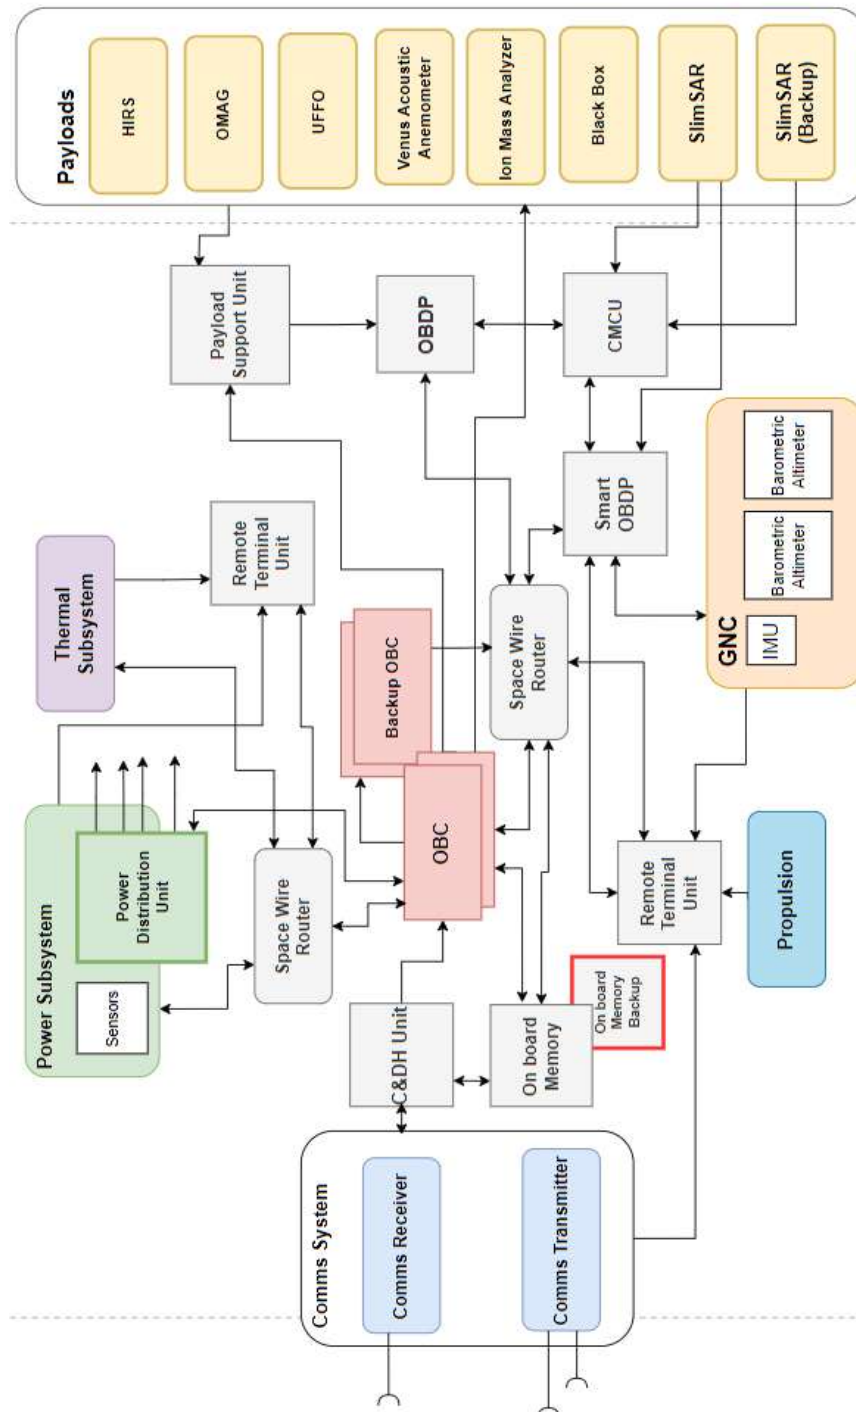 Comms System
Comms Receiver
Comms Transmitter
Power Subsystem
Sensors
Power
Distribution
Unit
Thermal
Subsystem
Payloads
HIRS
OMAG
UFFO
Venus Acoustic
Anemometer
Ion Mass Analyzer
Black Box
SlimSAR
SlimSAR
(Backup)
Space Wire
Router
Remote
Terminal
Unit
Payload
Support Unit
C&DH Unit
OBC
Backup OBC
OBDP
On board
Memory
On board
Memory
Backup
Space Wire
Router
Smart
OBDP
CMCU
Remote
Terminal
Unit
Propulsion
GNC
IMU
Barometric
Altimeter
Barometric
Altimeter